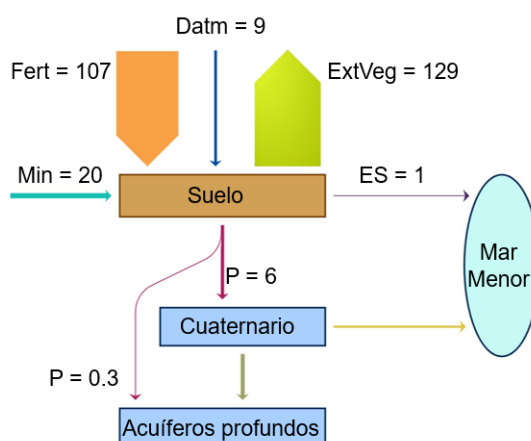 Datm = 9
Fert = 107
ExtVeg = 129
Min = 20
Suelo
ES = 1
Mar
Menor
P = 6
Cuaternario
P = 0.3
Acuíferos profundos